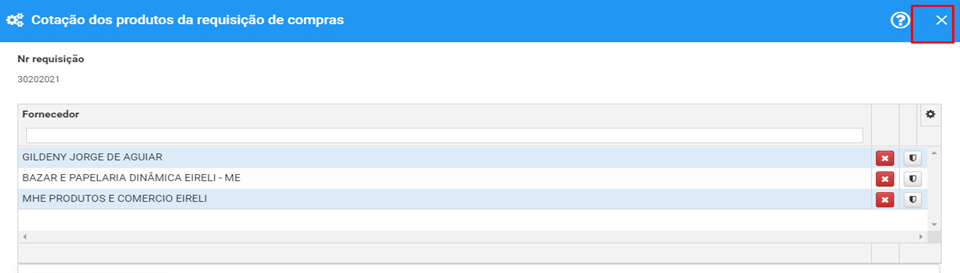 Cotação dos produtos da requisição de compras
Nr requisição
30202021
Fornecedor
GILDENY JORGE DE AGUIAR
BAZAR E PAPELARIA DINÂMICA EIRELI - ME
MHE PRODUTOS E COMERCIO EIRELI